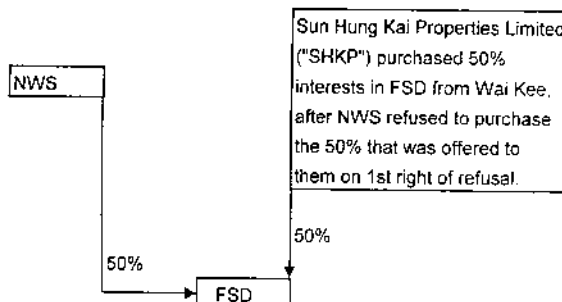 Sun Hung Kai Properties Limited
("SHKP") purchased 50%
interests in FSD from Wai Kee,
after NWS refused to purchase
the 50% that was offered to
them on 1st right of refusal.
NWS
50%
50%
FSD